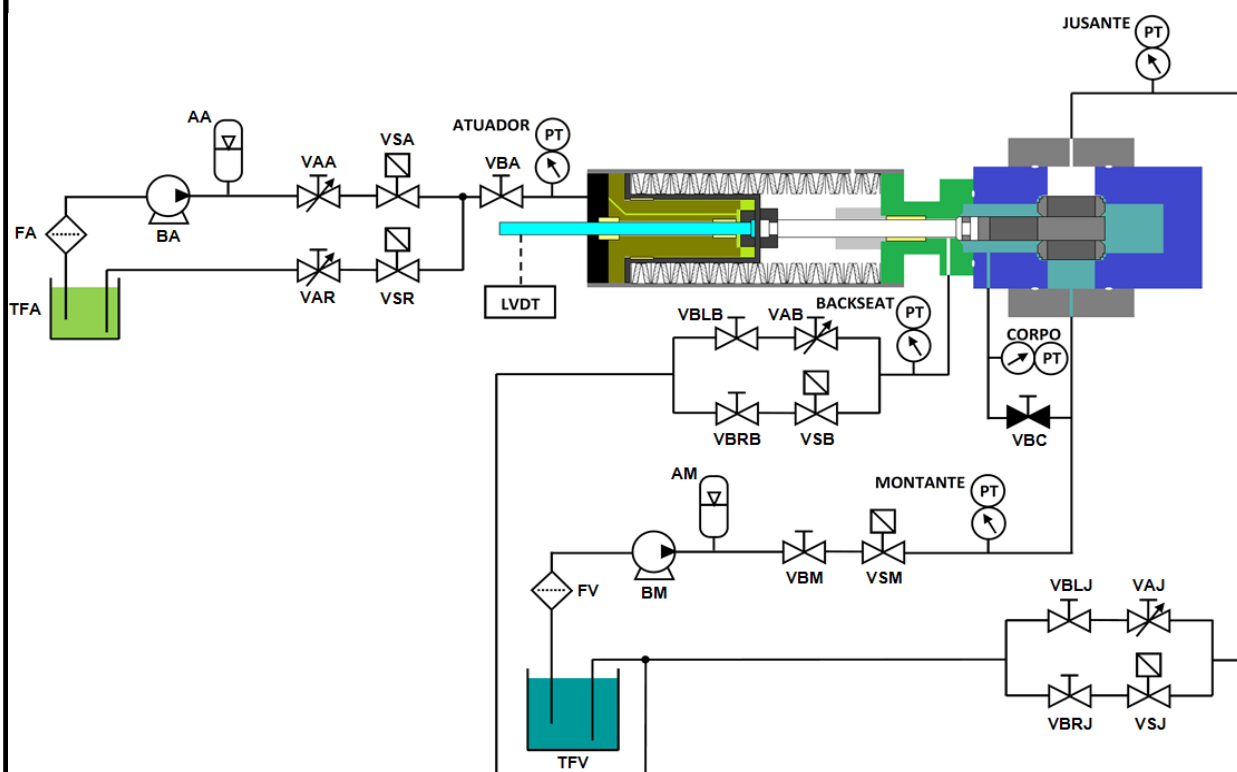 JUSANTE
PT
AA
ATUADOR
PT
VSA
VAA
VBA
FA
BA
TFA
VAR
VSR
LVDT
BACKSEAT
PT
VBLB
VAB
CORPO
PT
VBRB
VSB
VBC
AM
MONTANTE
PT
FV
BM
VBM
VSM
VBLJ
VAJ
VBRJ
VSJ
TFV